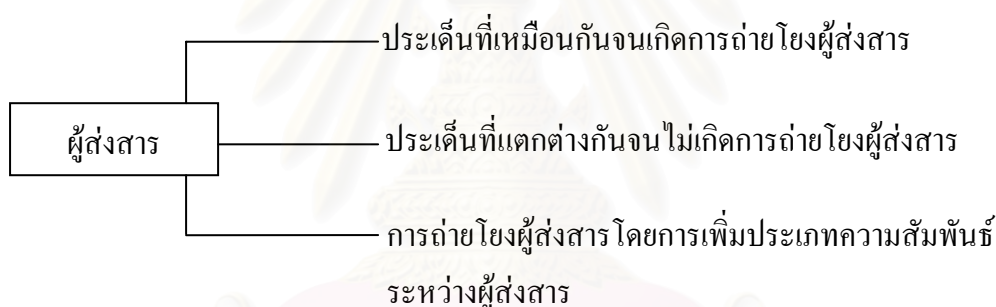 ประเด็นที่เหมือนกันจนเกิดการถ่ายโยงผู้ส่งสาร
ผู้ส่งสาร
ประเด็นที่แตกต่างกันจนไม่เกิดการถ่ายโยงผู้ส่งสาร
การถ่ายโยงผู้ส่งสารโดยการเพิ่มประเภทความสัมพันธ์
ระหว่างผู้ส่งสาร